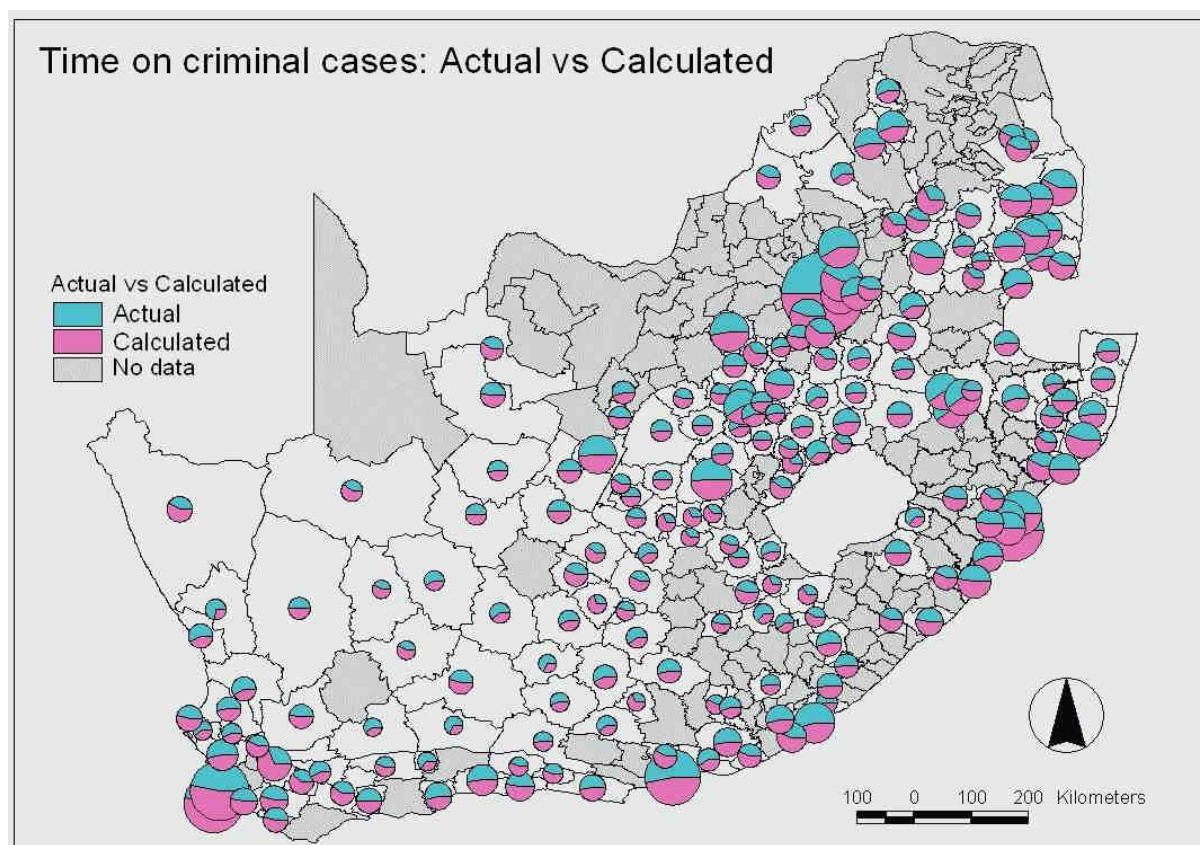 Time on criminal cases: Actual vs Calculated
Actual vs Calculated
Actual
Calculated
No data
100 0 100 200 Kilometers